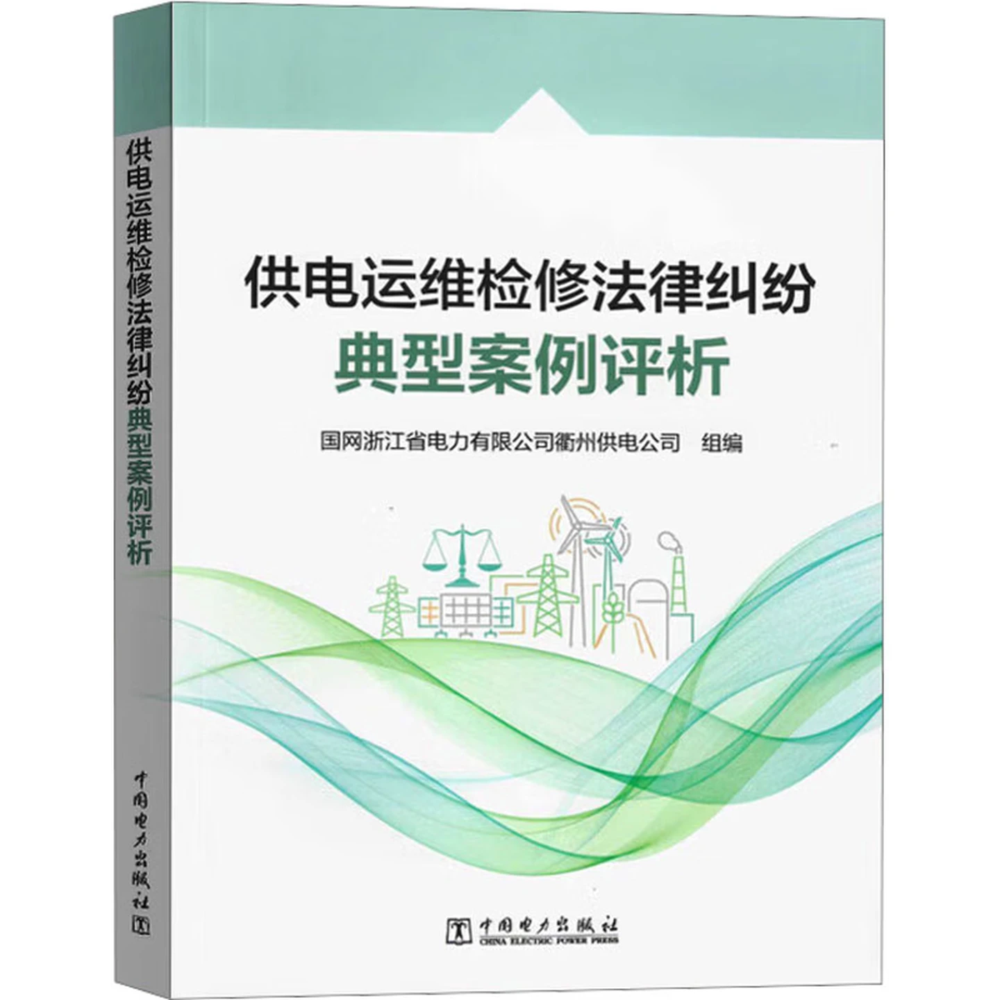 供电运维检修法律纠纷典型案例评析
中国电力出版社
供电运维检修法律纠纷
典型案例评析
国网浙江省电力有限公司衢州供电公司 组编
中国电力出版社
CHINA ELECTRIC POWER PRESS